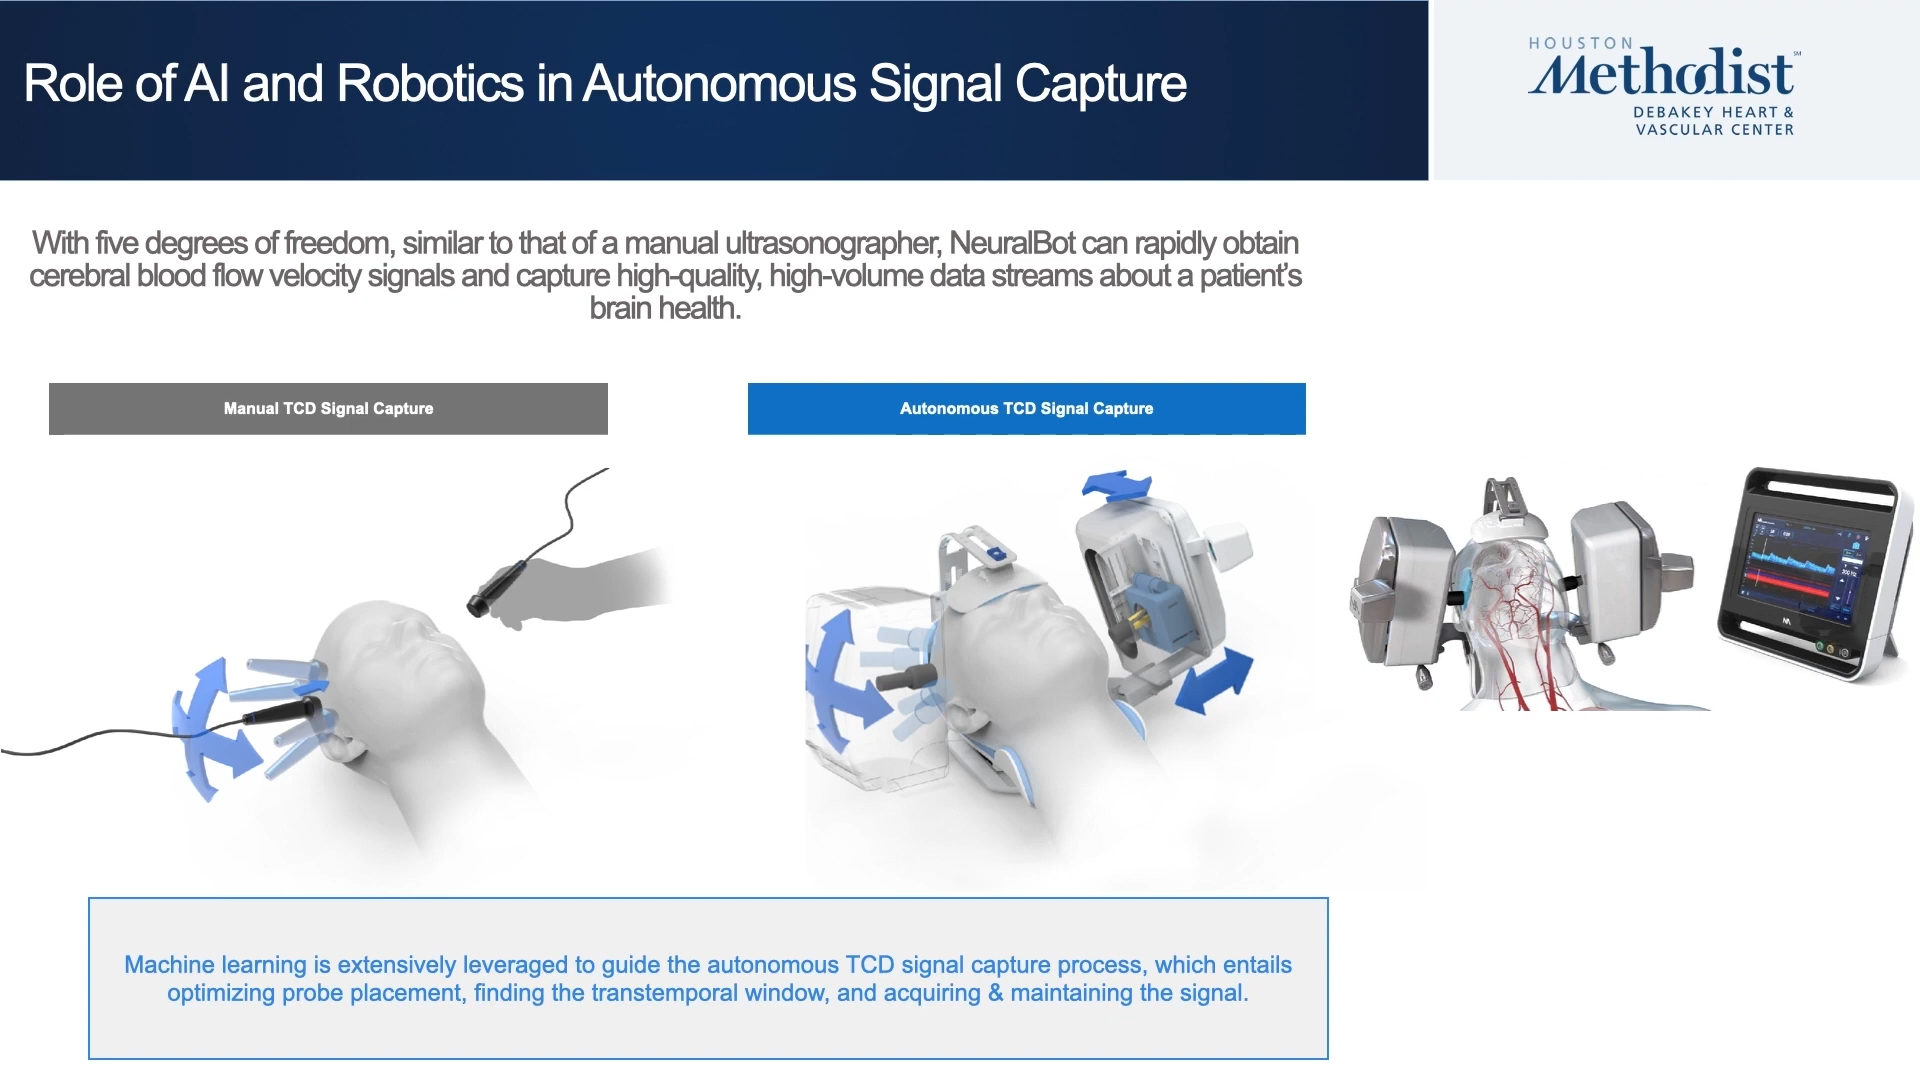 Role of AI and Robotics in Autonomous Signal Capture
HOUSTON
Methodist SM
DEBAKEY HEART &
VASCULAR CENTER
With five degrees of freedom, similar to that of a manual ultrasonographer, NeuralBot can rapidly obtain
cerebral blood flow velocity signals and capture high-quality, high-volume data streams about a patient’s
brain health.
Manual TCD Signal Capture
Autonomous TCD Signal Capture
Machine learning is extensively leveraged to guide the autonomous TCD signal capture process, which entails
optimizing probe placement, finding the transtemporal window, and acquiring & maintaining the signal.